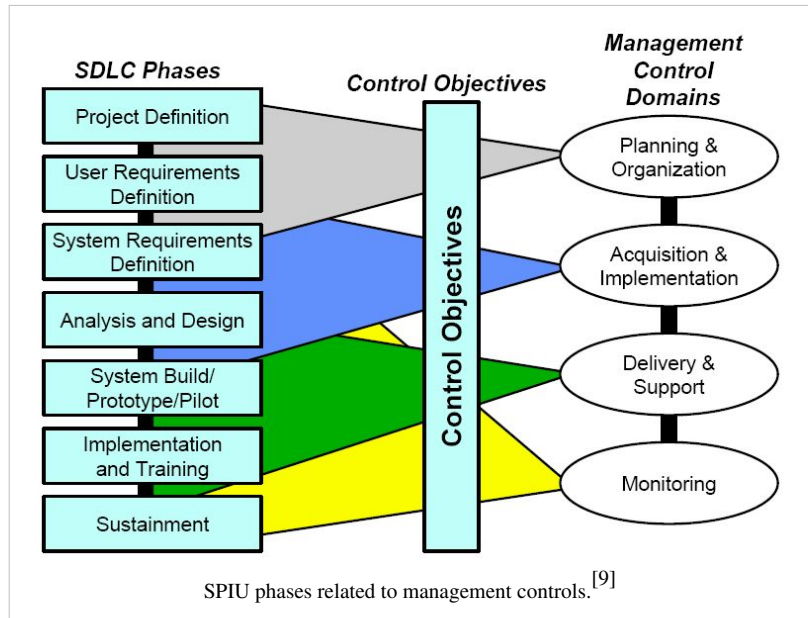 SDLC Phases
Project Definition
User Requirements
Definition
System Requirements
Definition
Analysis and Design
System Build/
Prototype/Pilot
Implementation
and Training
Sustainment
Control Objectives
Control Objectives
Management
Control
Domains
Planning &
Organization
Acquisition &
Implementation
Delivery &
Support
Monitoring
SPIU phases related to management controls.[9]